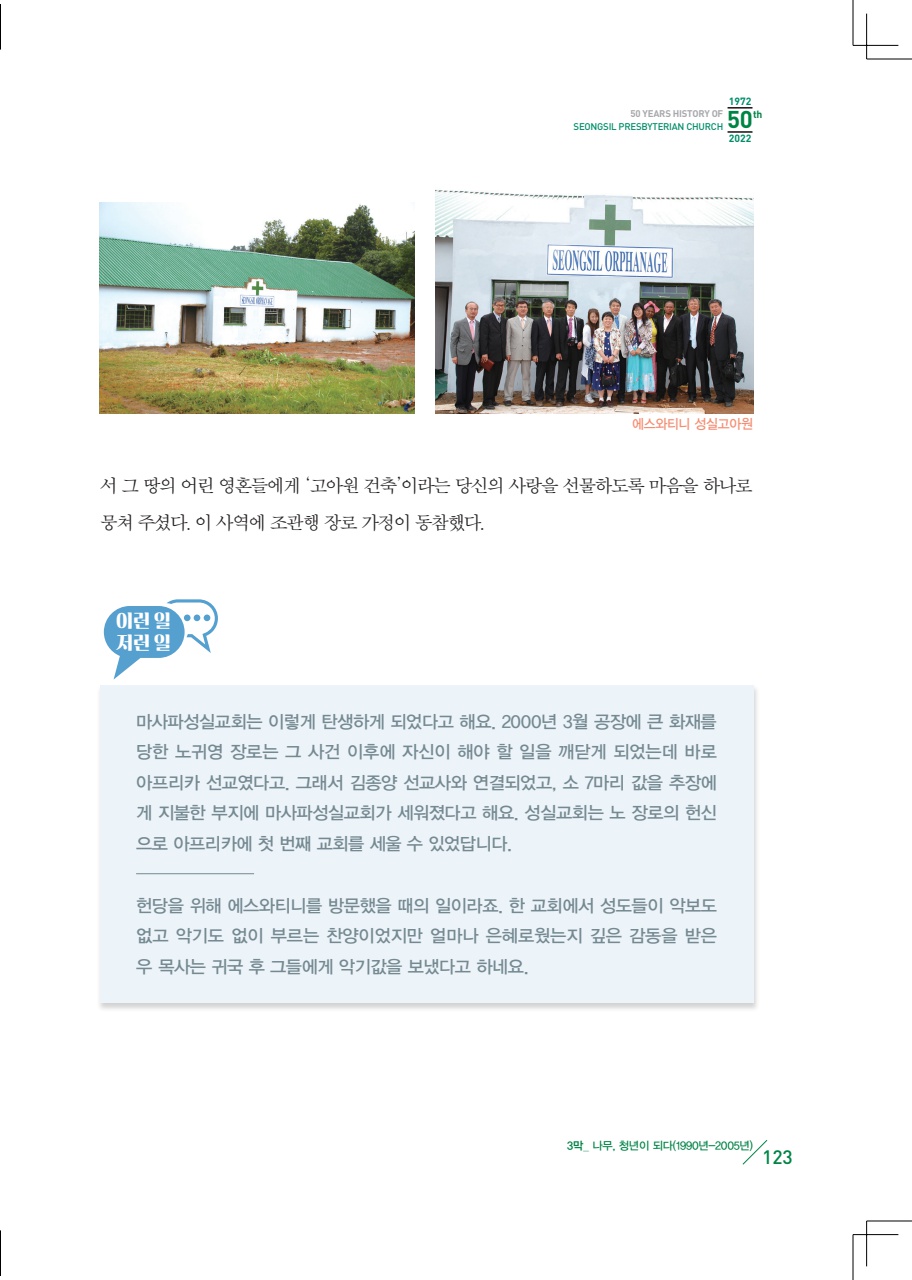 1972
50 YEARS HISTORY OF
SEONGSIL PRESBYTERIAN CHURCH
50th
2022
SEONGSIL ORPHANAGE
SEONGSIL ORPHANAGE
에스와티니 성실고아원
서 그 땅의 어린 영혼들에게 ‘고아원 건축’이라는 당신의 사랑을 선물하도록 마음을 하나로
뭉쳐 주셨다. 이 사역에 조관행 장로 가정이 동참했다.
이런 일
저런 일
마사파성실교회는 이렇게 탄생하게 되었다고 해요. 2000년 3월 공장에 큰 화재를
당한 노귀영 장로는 그 사건 이후에 자신이 해야 할 일을 깨닫게 되었는데 바로
아프리카 선교였다고. 그래서 김종양 선교사와 연결되었고, 소 7마리 값을 추장에
게 지불한 부지에 마사파성실교회가 세워졌다고 해요. 성실교회는 노 장로의 헌신
으로 아프리카에 첫 번째 교회를 세울 수 있었답니다.
헌당을 위해 에스와티니를 방문했을 때의 일이라죠. 한 교회에서 성도들이 악보도
없고 악기도 없이 부르는 찬양이었지만 얼마나 은혜로웠는지 깊은 감동을 받은
우 목사는 귀국 후 그들에게 악기값을 보냈다고 하네요.
3막_ 나무, 청년이 되다(1990년-2005년)
123